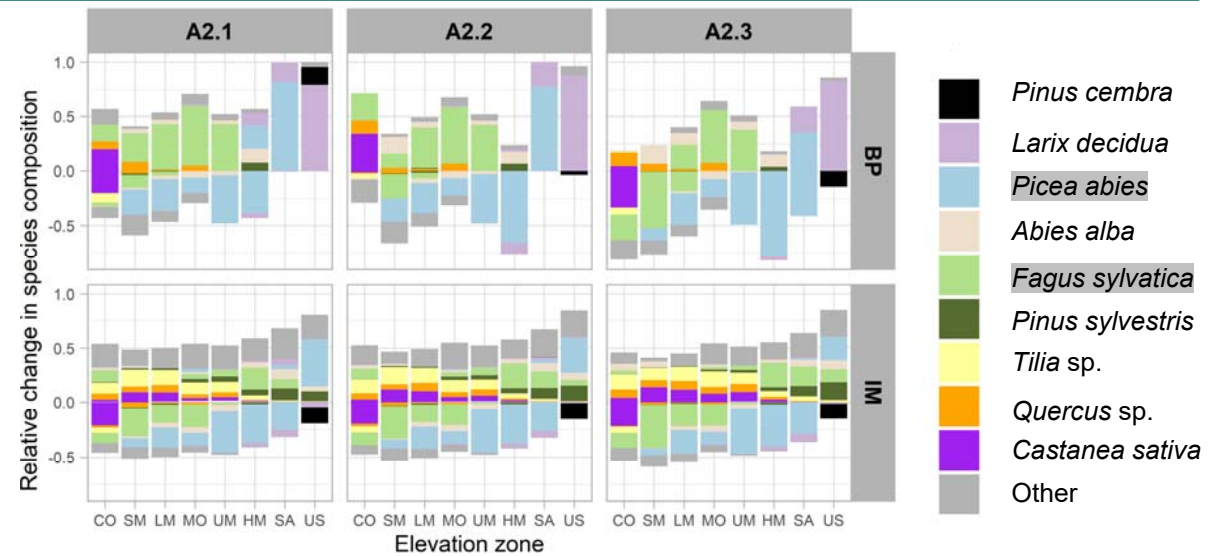 A2.1 A2.2 A2.3
Relative change in species composition
1.0
0.5
0.0
-0.5
BP
1.0
0.5
0.0
-0.5
IM
CO SM LM MO UM HM SA US CO SM LM MO UM HM SA US CO SM LM MO UM HM SA US
Elevation zone
Pinus cembra
Larix decidua
Picea abies
Abies alba
Fagus sylvatica
Pinus sylvestris
Tilia sp.
Quercus sp.
Castanea sativa
Other